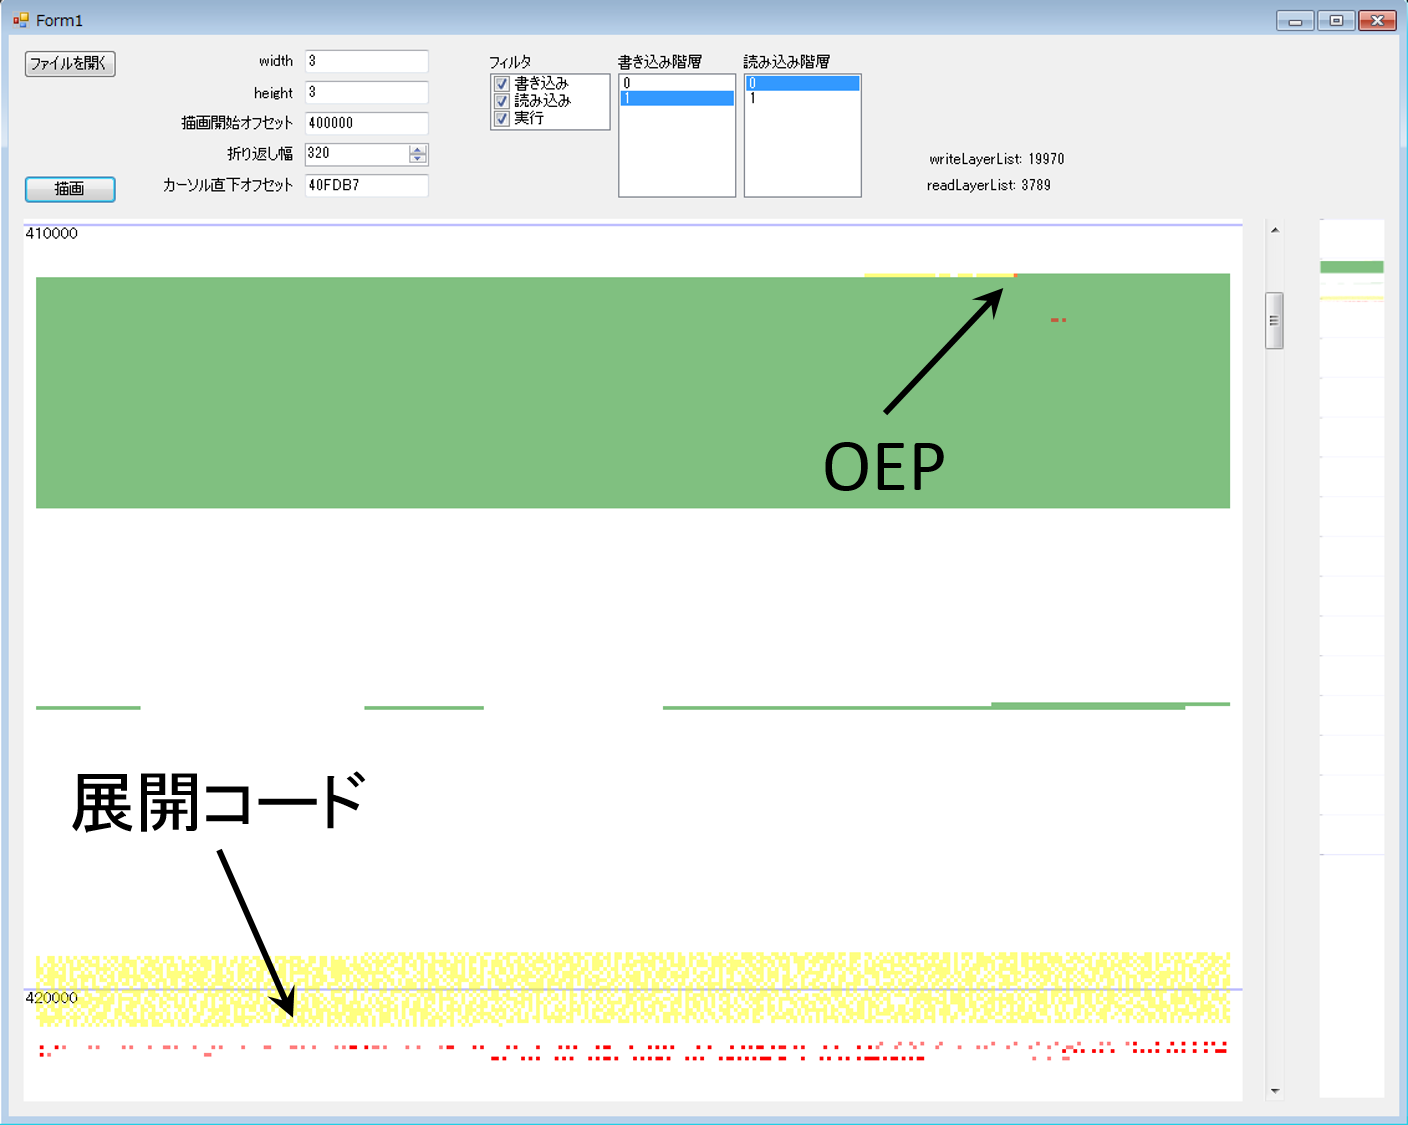 Form1
ファイルを開く
width 3
height 3
描画開始オフセット 400000
折り返し幅 320
描画
カーソル直下オフセット 40FDB7
フィルタ
書き込み
読み込み
実行
書き込み階層
0
1
読み込み階層
0
1
writeLayerList: 19970
readLayerList: 3789
410000
OEP
展開コード
420000